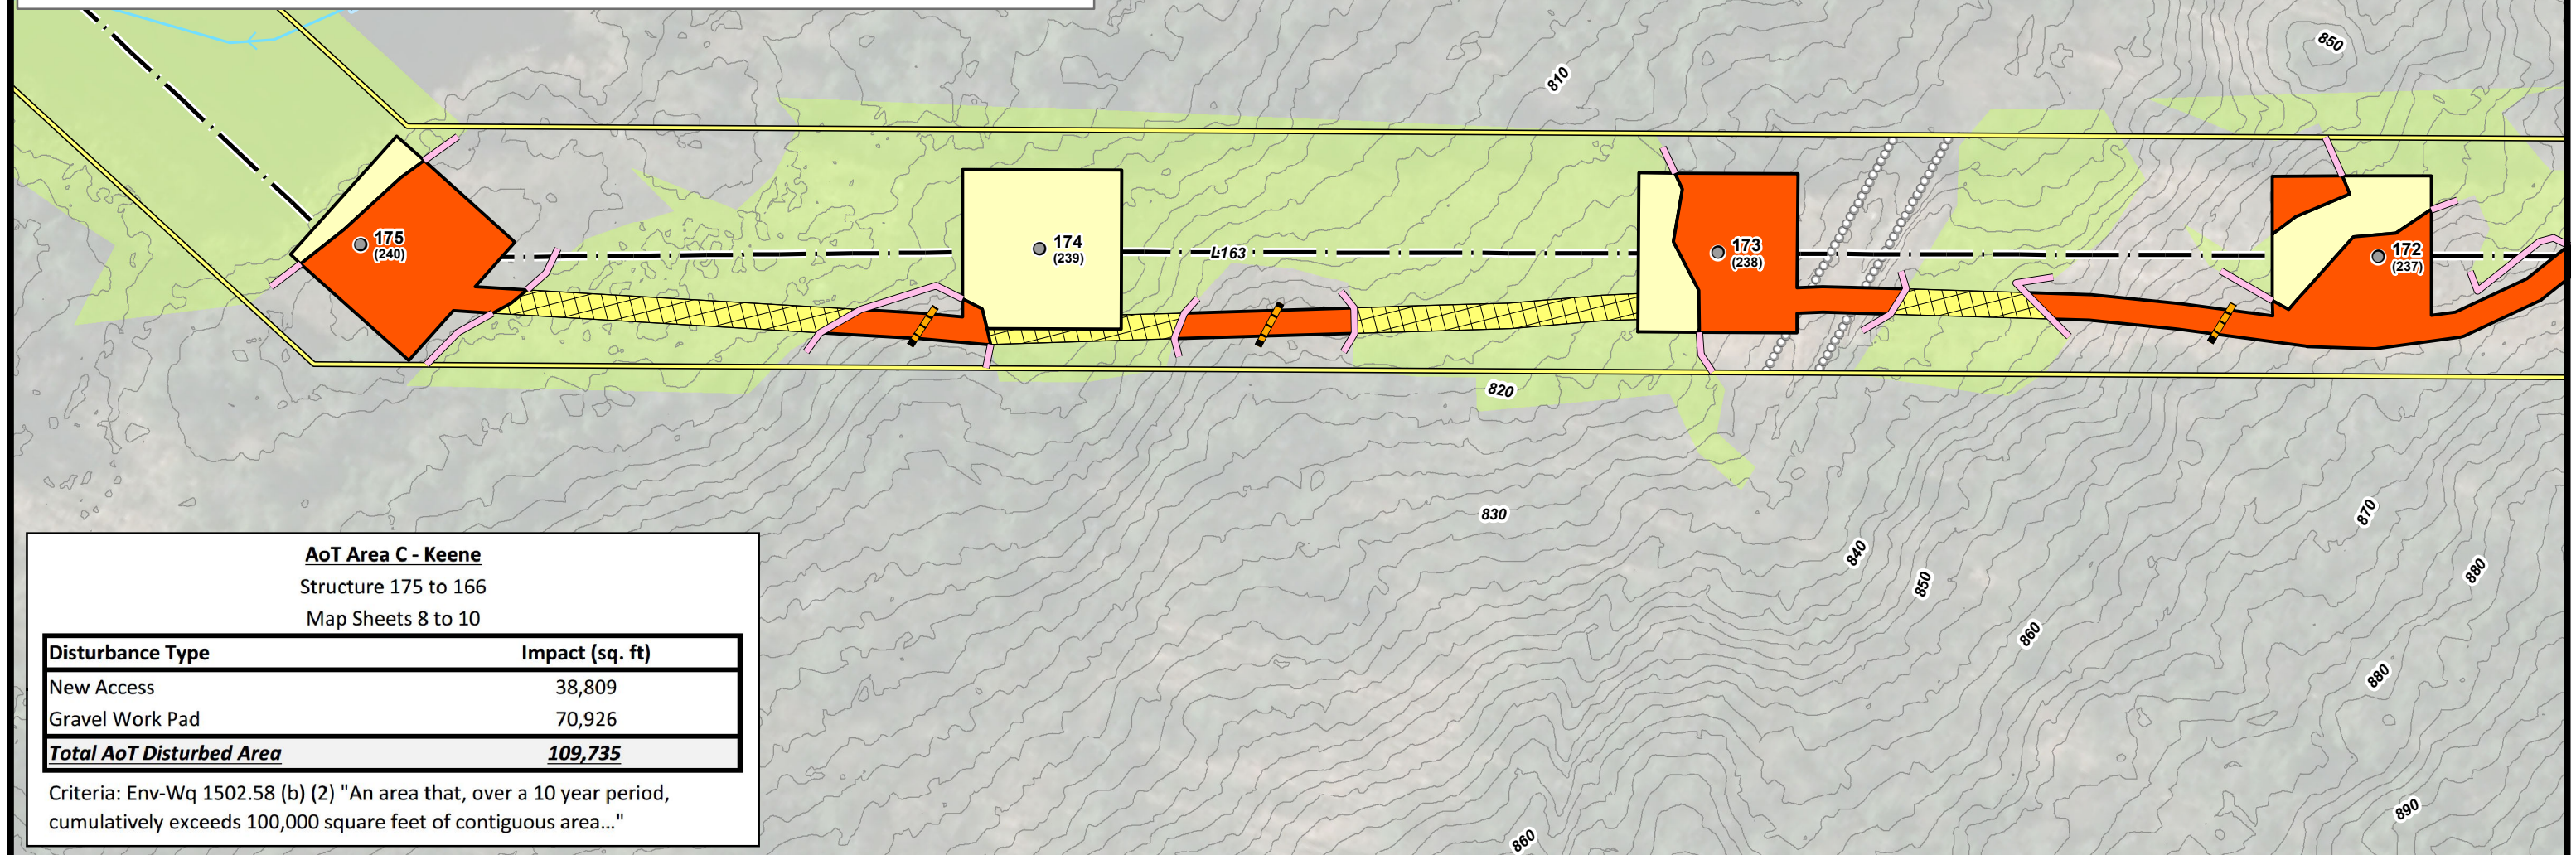 850
810
175
(240)
174
(239)
L163
173
(238)
172
(237)
820
830
840
850
860
870
880
880
890
860
AoT Area C - Keene
Structure 175 to 166
Map Sheets 8 to 10
Disturbance Type Impact (sq. ft)
New Access 38,809
Gravel Work Pad 70,926
Total AoT Disturbed Area 109,735
Criteria: Env-Wq 1502.58 (b) (2) "An area that, over a 10 year period,
cumulatively exceeds 100,000 square feet of contiguous area..."